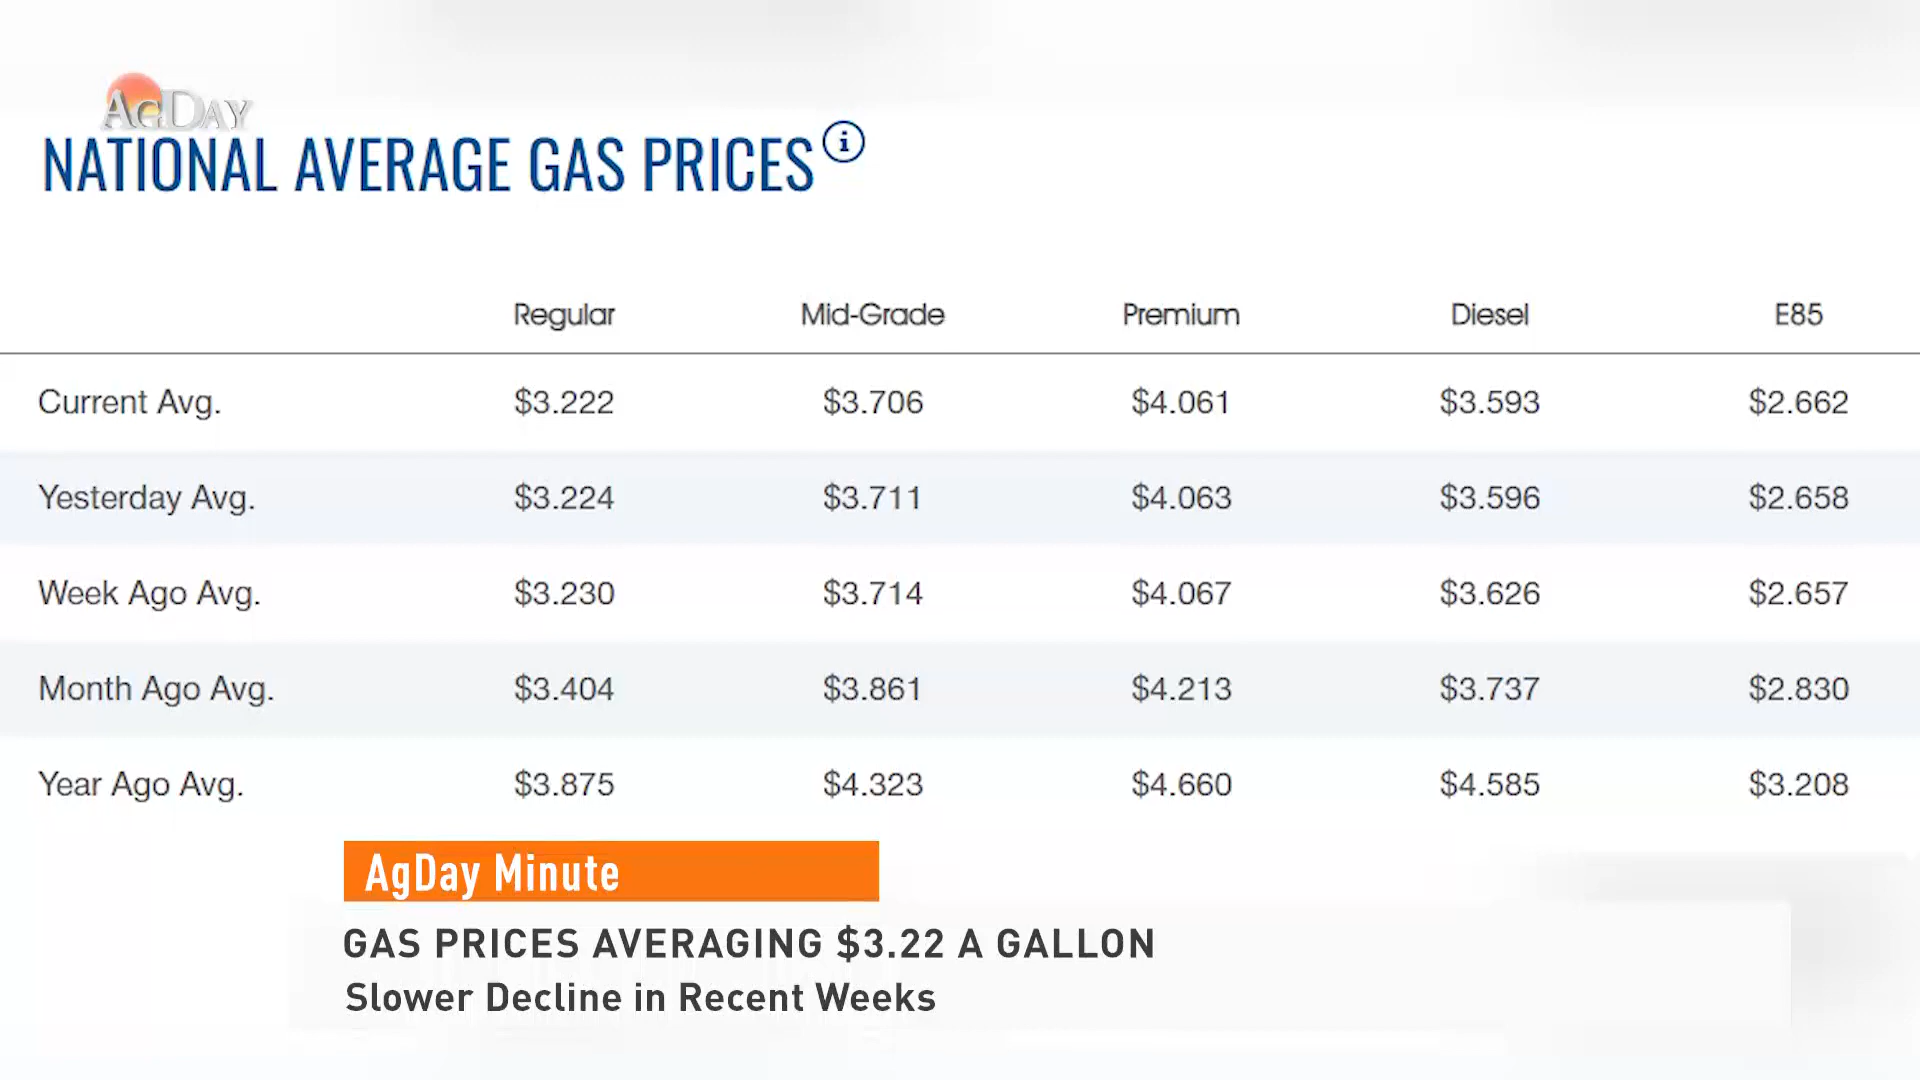 AgDay
NATIONAL AVERAGE GAS PRICES i
Regular Mid-Grade Premium Diesel E85
Current Avg. $3.222 $3.706 $4.061 $3.593 $2.662
Yesterday Avg. $3.224 $3.711 $4.063 $3.596 $2.658
Week Ago Avg. $3.230 $3.714 $4.067 $3.626 $2.657
Month Ago Avg. $3.404 $3.861 $4.213 $3.737 $2.830
Year Ago Avg. $3.875 $4.323 $4.660 $4.585 $3.208
AgDay Minute
GAS PRICES AVERAGING $3.22 A GALLON
Slower Decline in Recent Weeks